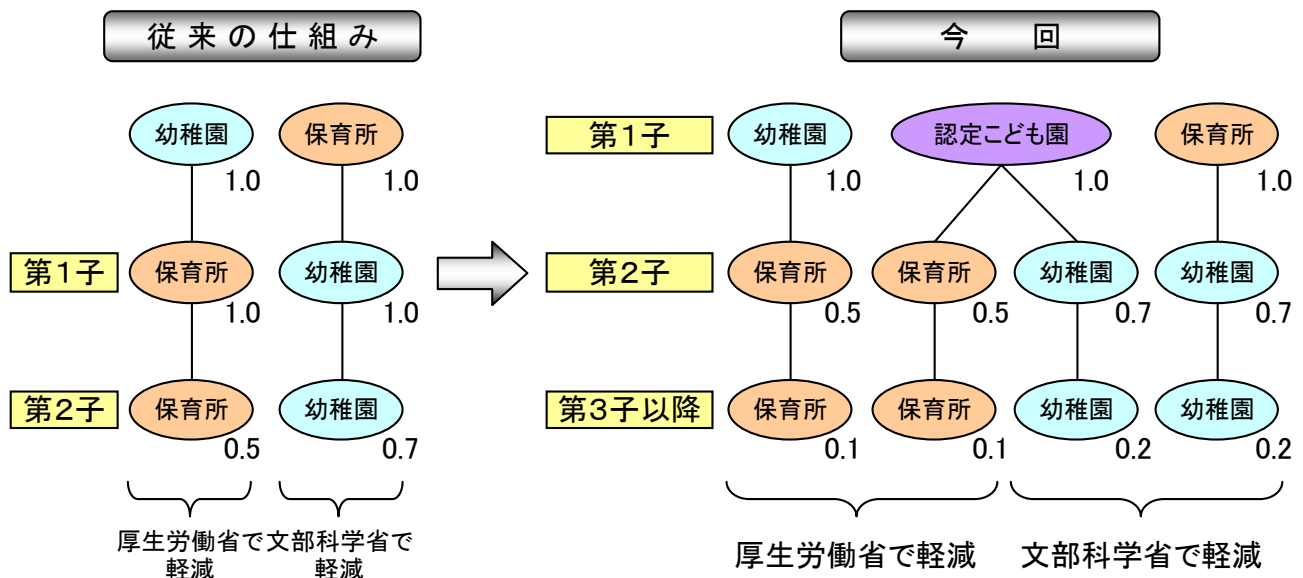 従来の仕組み
今 回
幼稚園
保育所
第1子
幼稚園
認定こども園
保育所
1.0
1.0
1.0
1.0
1.0
第1子
保育所
幼稚園
第2子
保育所
保育所
幼稚園
幼稚園
1.0
1.0
0.5
0.5
0.7
0.7
第2子
保育所
幼稚園
第3子以降
保育所
保育所
幼稚園
幼稚園
0.5
0.7
0.1
0.1
0.2
0.2
厚生労働省で
軽減
文部科学省で
軽減
厚生労働省で軽減
文部科学省で軽減